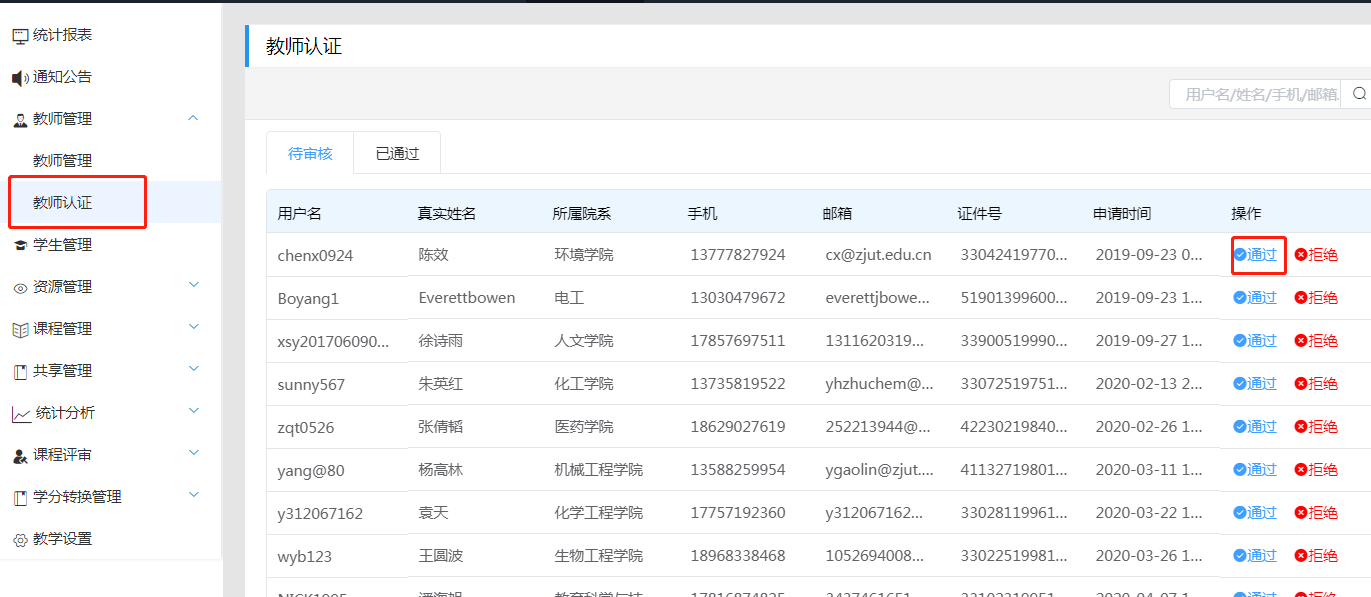 统计报表
通知公告
教师管理
教师管理
教师认证
学生管理
资源管理
课程管理
共享管理
统计分析
课程评审
学分转换管理
教学设置
教师认证
用户名/姓名/手机/邮箱
待审核 已通过
用户名 真实姓名 所属院系 手机 邮箱 证件号 申请时间 操作
chenx0924 陈效 环境学院 13777827924 cx@zjut.edu.cn 33042419770... 2019-09-23 0... 通过 拒绝
Boyang1 Everettbowen 电工 13030479672 everettjbowe... 51901399600... 2019-09-23 1... 通过 拒绝
xsy201706090... 徐诗雨 人文学院 17857697511 1311620319... 33900519990... 2019-09-27 1... 通过 拒绝
sunny567 朱英红 化工学院 13735819522 yhzhuchem@... 33072519751... 2020-02-13 2... 通过 拒绝
zqt0526 张倩韬 医药学院 18629027619 252213944@... 42230219840... 2020-02-26 1... 通过 拒绝
yang@80 杨高林 机械工程学院 13588259954 ygaolin@zjut.... 41132719801... 2020-03-11 1... 通过 拒绝
y312067162 袁天 化学工程学院 17757192360 y312067162... 33028119961... 2020-03-22 1... 通过 拒绝
wyb123 王圆波 生物工程学院 18968338468 1052694008... 33022519981... 2020-03-26 1... 通过 拒绝